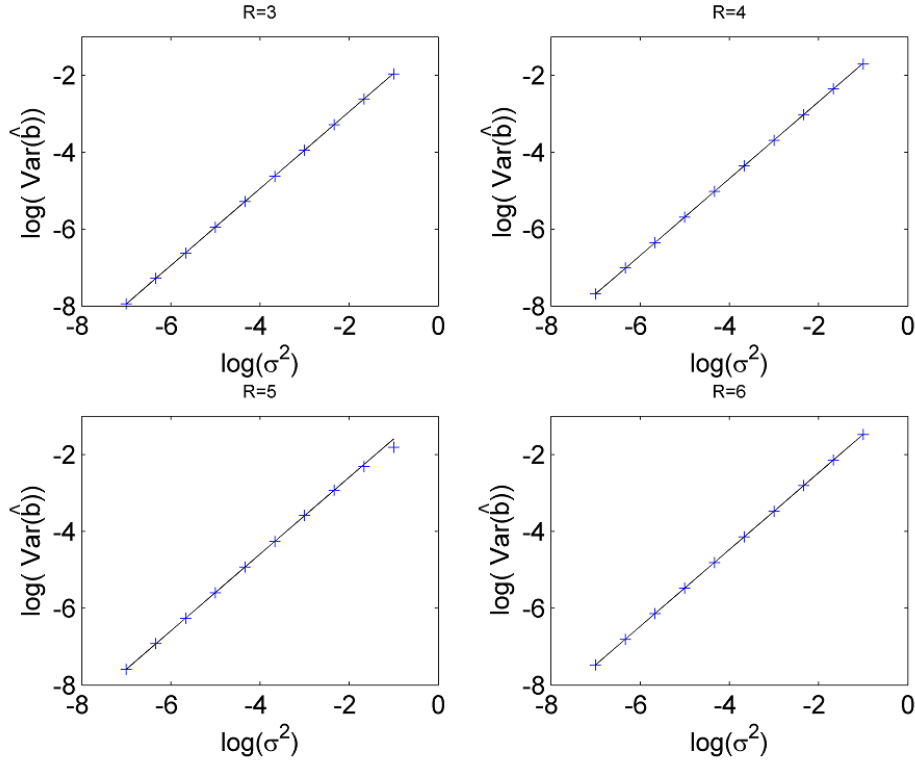 R=3
-2
-4
-6
-8
-8 -6 -4 -2 0
log( Var(b̂))
log(σ²)
R=4
-2
-4
-6
-8
-8 -6 -4 -2 0
log( Var(b̂))
log(σ²)
R=5
-2
-4
-6
-8
-8 -6 -4 -2 0
log( Var(b̂))
log(σ²)
R=6
-2
-4
-6
-8
-8 -6 -4 -2 0
log( Var(b̂))
log(σ²)